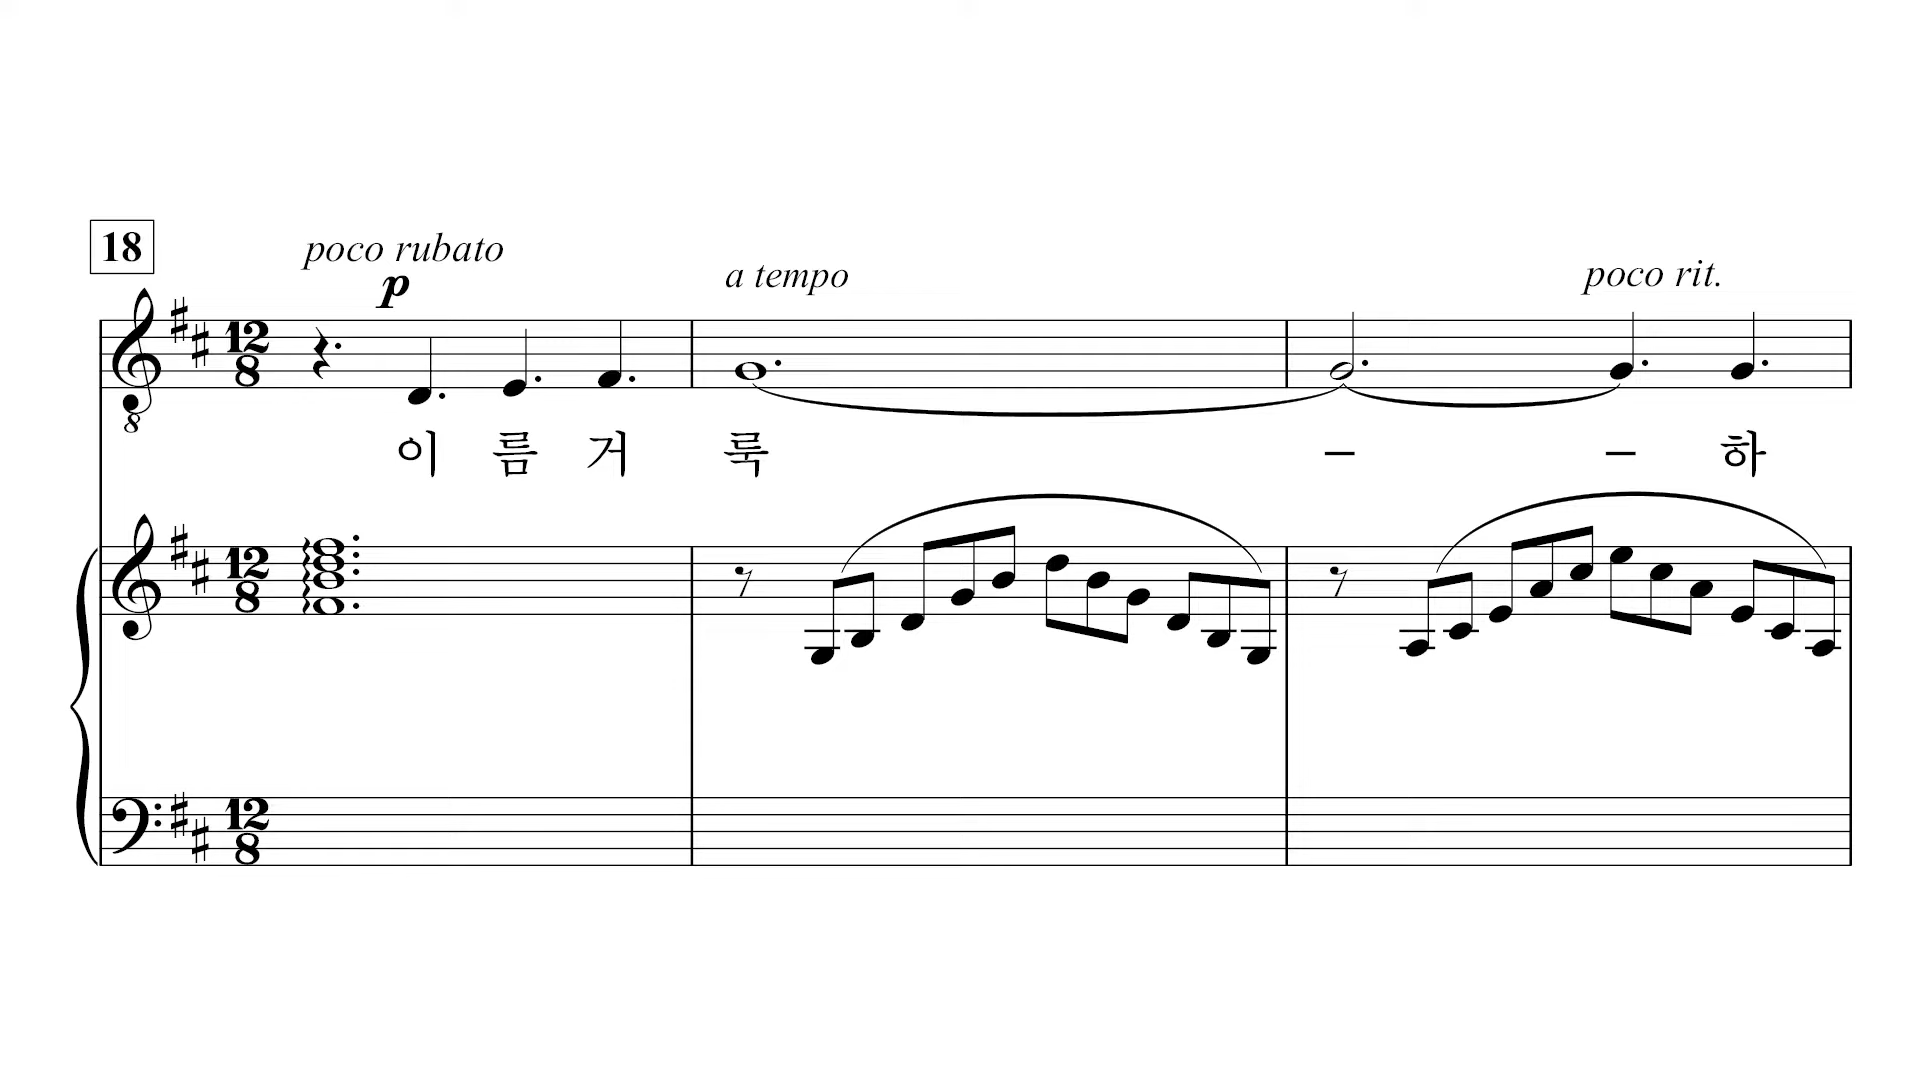 18
poco rubato
p
a tempo
poco rit.
12
8
8
이 름 거 룩 – – 하
12
8
12
8